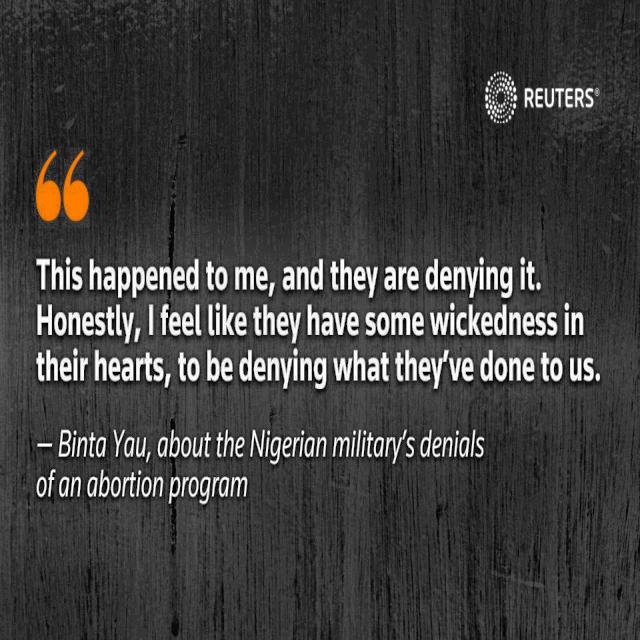 REUTERS®
“
This happened to me, and they are denying it.
Honestly, I feel like they have some wickedness in
their hearts, to be denying what they’ve done to us.
– Binta Yau, about the Nigerian military’s denials
of an abortion program